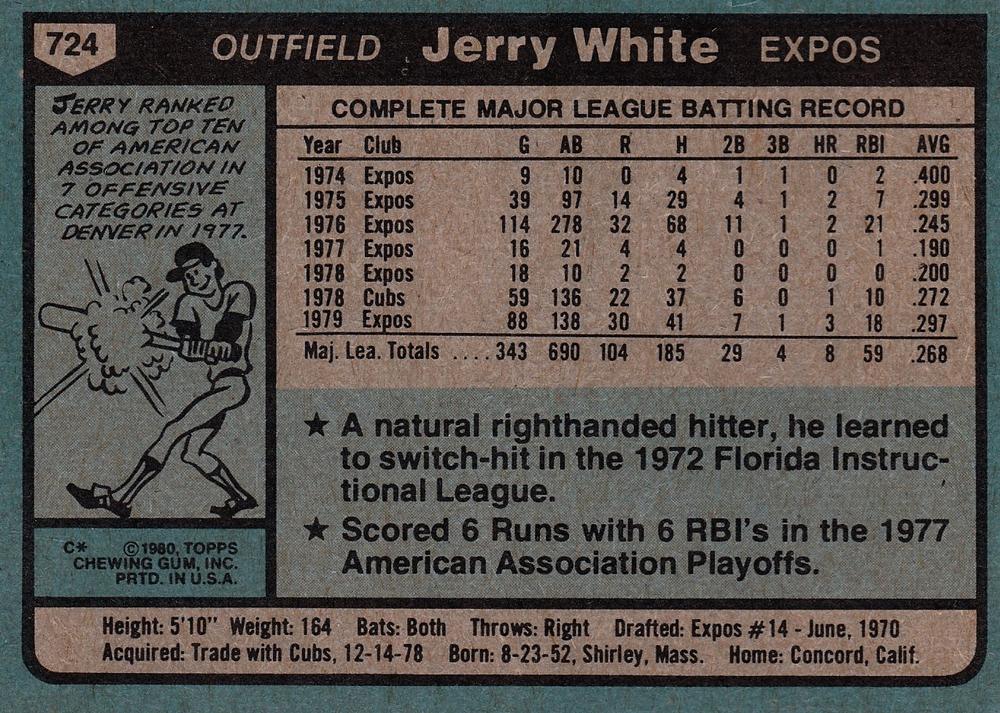 724 OUTFIELD Jerry White EXPOS
JERRY RANKED
AMONG TOP TEN
OF AMERICAN
ASSOCIATION IN
7 OFFENSIVE
CATEGORIES AT
DENVER IN 1977.
COMPLETE MAJOR LEAGUE BATTING RECORD
Year Club G AB R H 2B 3B HR RBI AVG
1974 Expos 9 10 0 4 1 1 0 2 .400
1975 Expos 39 97 14 29 4 1 2 7 .299
1976 Expos 114 278 32 68 11 1 2 21 .245
1977 Expos 16 21 4 4 0 0 0 1 .190
1978 Expos 18 10 2 2 0 0 0 0 .200
1978 Cubs 59 136 22 37 6 0 1 10 .272
1979 Expos 88 138 30 41 7 1 3 18 .297
Maj. Lea. Totals .... 343 690 104 185 29 4 8 59 .268
★ A natural righthanded hitter, he learned
to switch-hit in the 1972 Florida Instruc-
tional League.
★ Scored 6 Runs with 6 RBI's in the 1977
American Association Playoffs.
C* ©1980, TOPPS
CHEWING GUM, INC.
PRTD. IN U.S.A.
Height: 5'10" Weight: 164 Bats: Both Throws: Right Drafted: Expos #14 - June, 1970
Acquired: Trade with Cubs, 12-14-78 Born: 8-23-52, Shirley, Mass. Home: Concord, Calif.